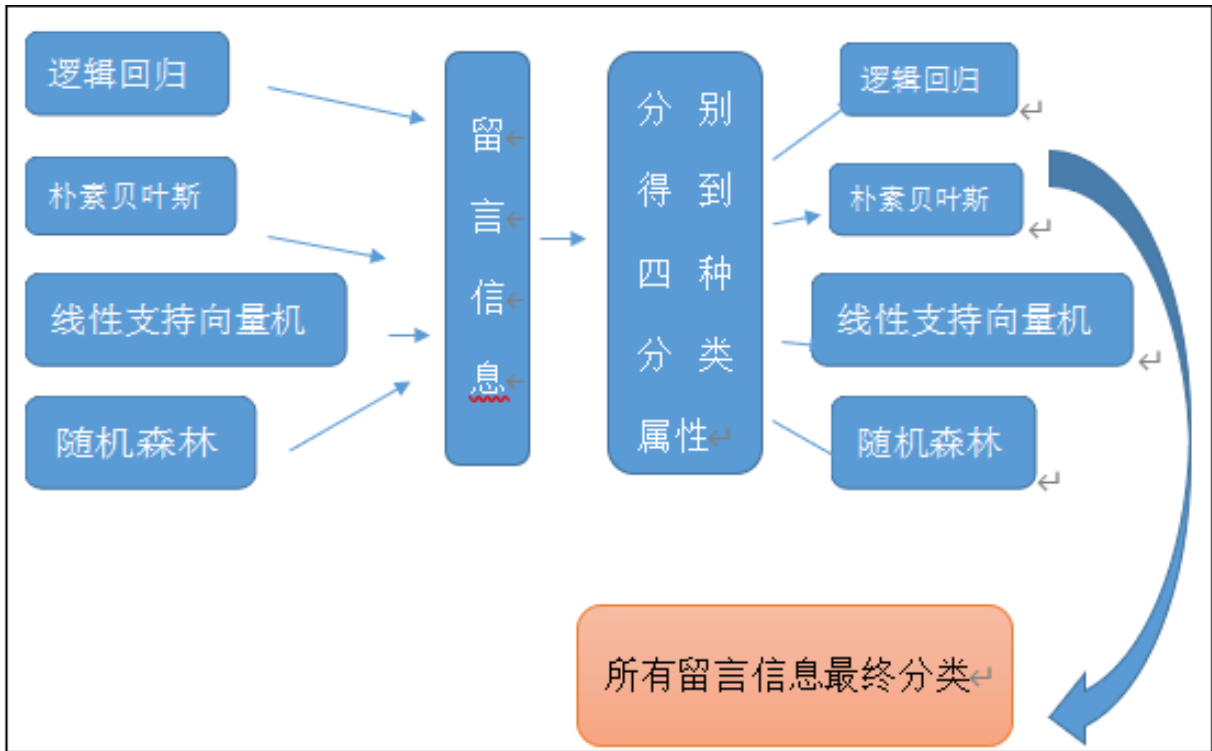 逻辑回归
朴素贝叶斯
线性支持向量机
随机森林
留
言
信
息
分 别
得 到
四 种
分 类
属性
逻辑回归
朴素贝叶斯
线性支持向量机
随机森林
所有留言信息最终分类